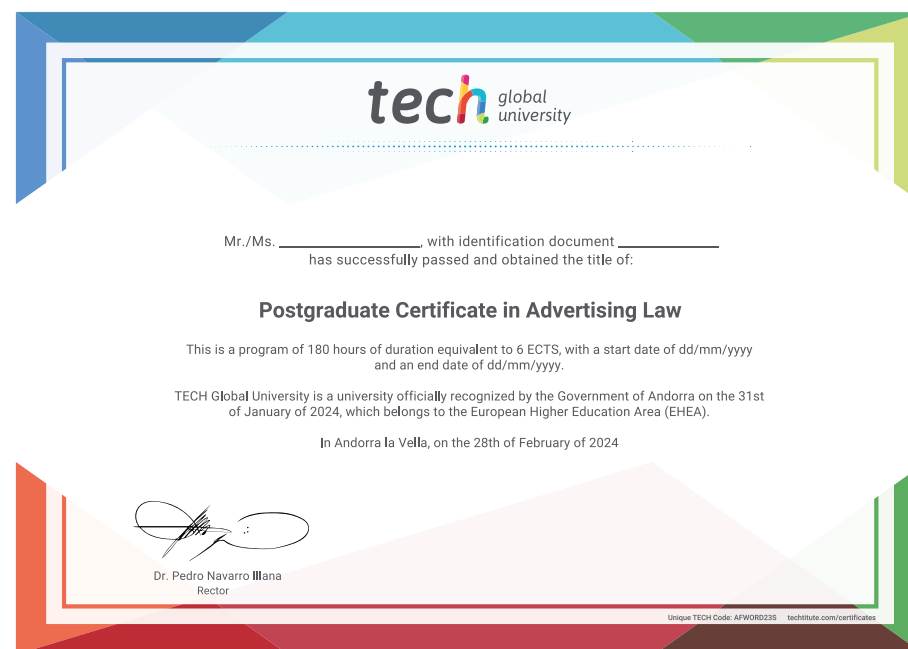 tech global
university
Mr./Ms. ____________, with identification document ____________
has successfully passed and obtained the title of:
Postgraduate Certificate in Advertising Law
This is a program of 180 hours of duration equivalent to 6 ECTS, with a start date of dd/mm/yyyy
and an end date of dd/mm/yyyy.
TECH Global University is a university officially recognized by the Government of Andorra on the 31st
of January of 2024, which belongs to the European Higher Education Area (EHEA).
In Andorra la Vella, on the 28th of February of 2024
Dr. Pedro Navarro Illana
Rector
Unique TECH Code: AFWORD23S techtitute.com/certificates